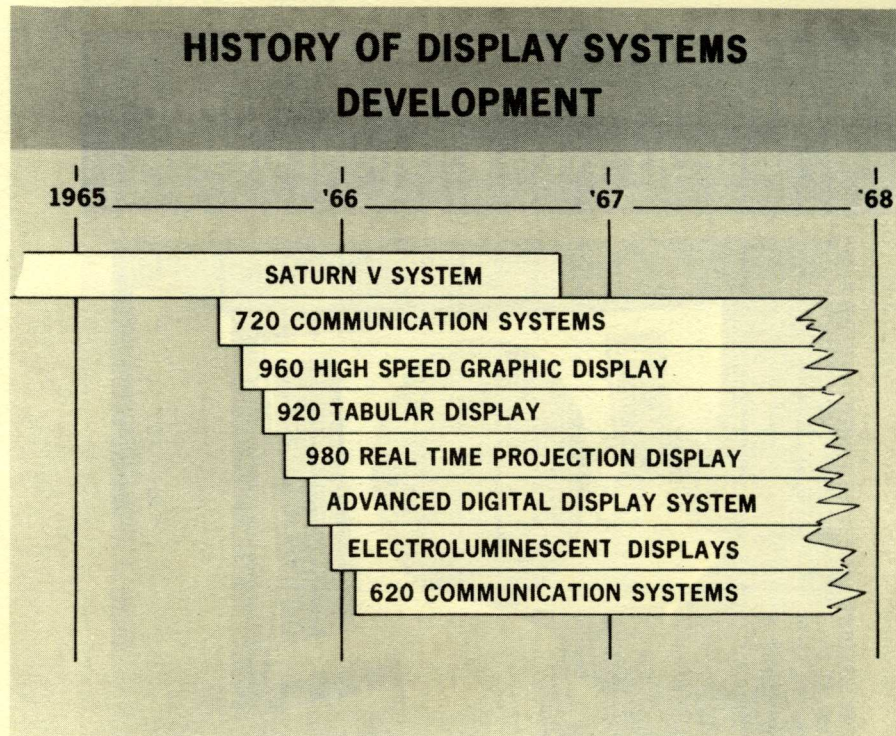 HISTORY OF DISPLAY SYSTEMS
DEVELOPMENT
1965 '66 '67 '68
SATURN V SYSTEM
720 COMMUNICATION SYSTEMS
960 HIGH SPEED GRAPHIC DISPLAY
920 TABULAR DISPLAY
980 REAL TIME PROJECTION DISPLAY
ADVANCED DIGITAL DISPLAY SYSTEM
ELECTROLUMINESCENT DISPLAYS
620 COMMUNICATION SYSTEMS